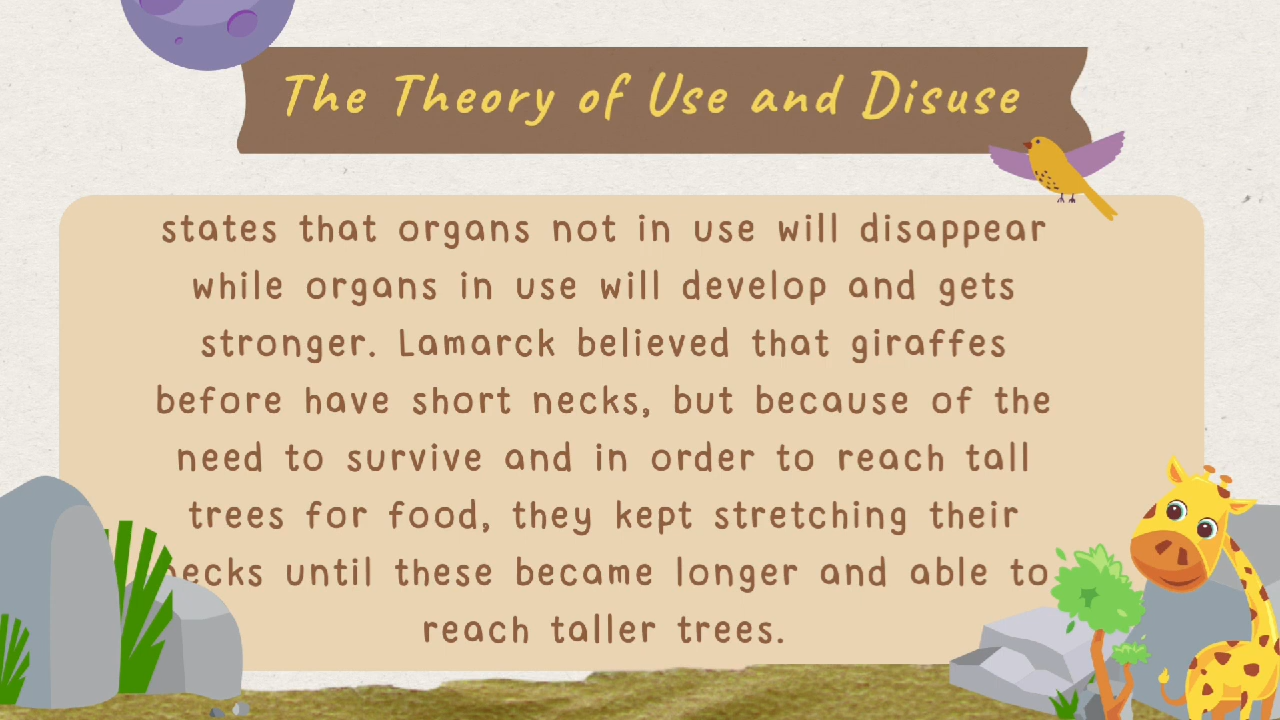 The Theory of Use and Disuse
states that organs not in use will disappear
while organs in use will develop and gets
stronger. Lamarck believed that giraffes
before have short necks, but because of the
need to survive and in order to reach tall
trees for food, they kept stretching their
necks until these became longer and able to
reach taller trees.